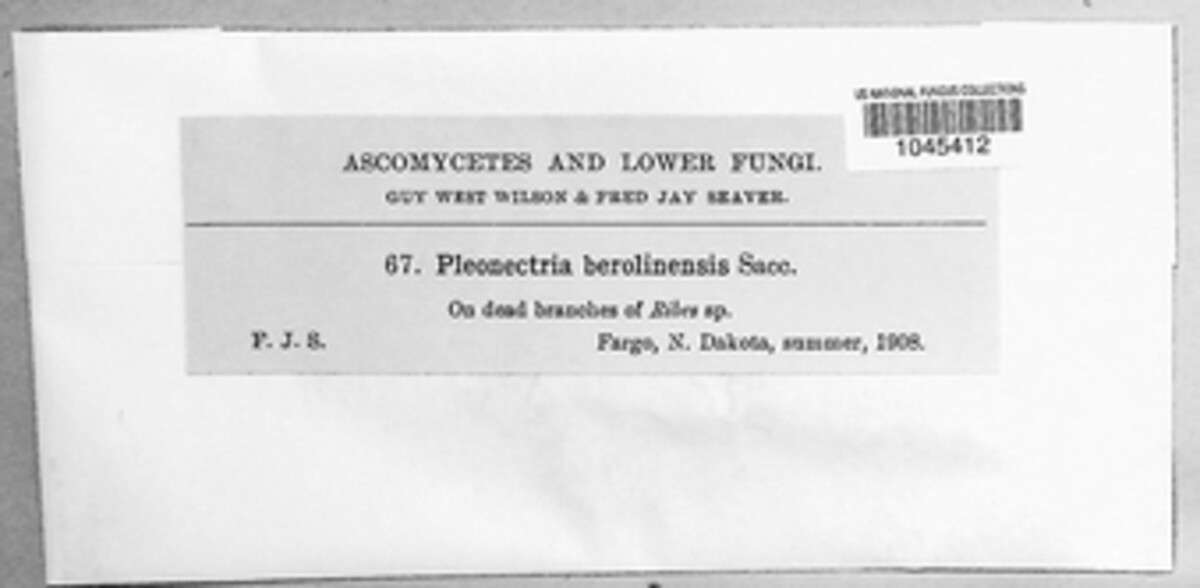 US NATIONAL FUNGUS COLLECTIONS
1045412
ASCOMYCETES AND LOWER FUNGI.
GUY WEST WILSON & FRED JAY SEAVER.
67. Pleonectria berolinensis Sacc.
On dead branches of Ribes sp.
F. J. S. Fargo, N. Dakota, summer, 1908.